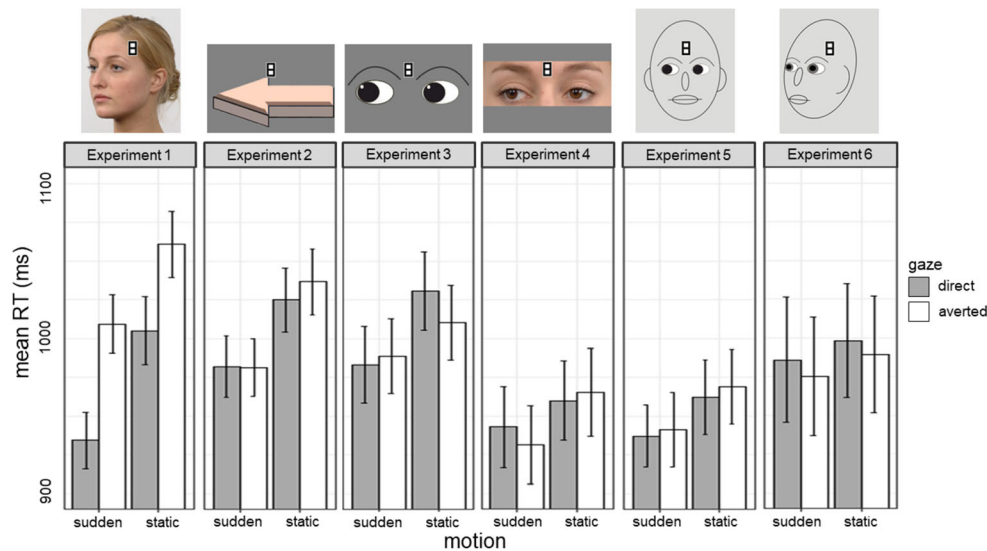 Experiment 1 Experiment 2 Experiment 3 Experiment 4 Experiment 5 Experiment 6
1100
1000
900
mean RT (ms)
gaze
direct
averted
sudden static sudden static sudden static sudden static sudden static sudden static
motion